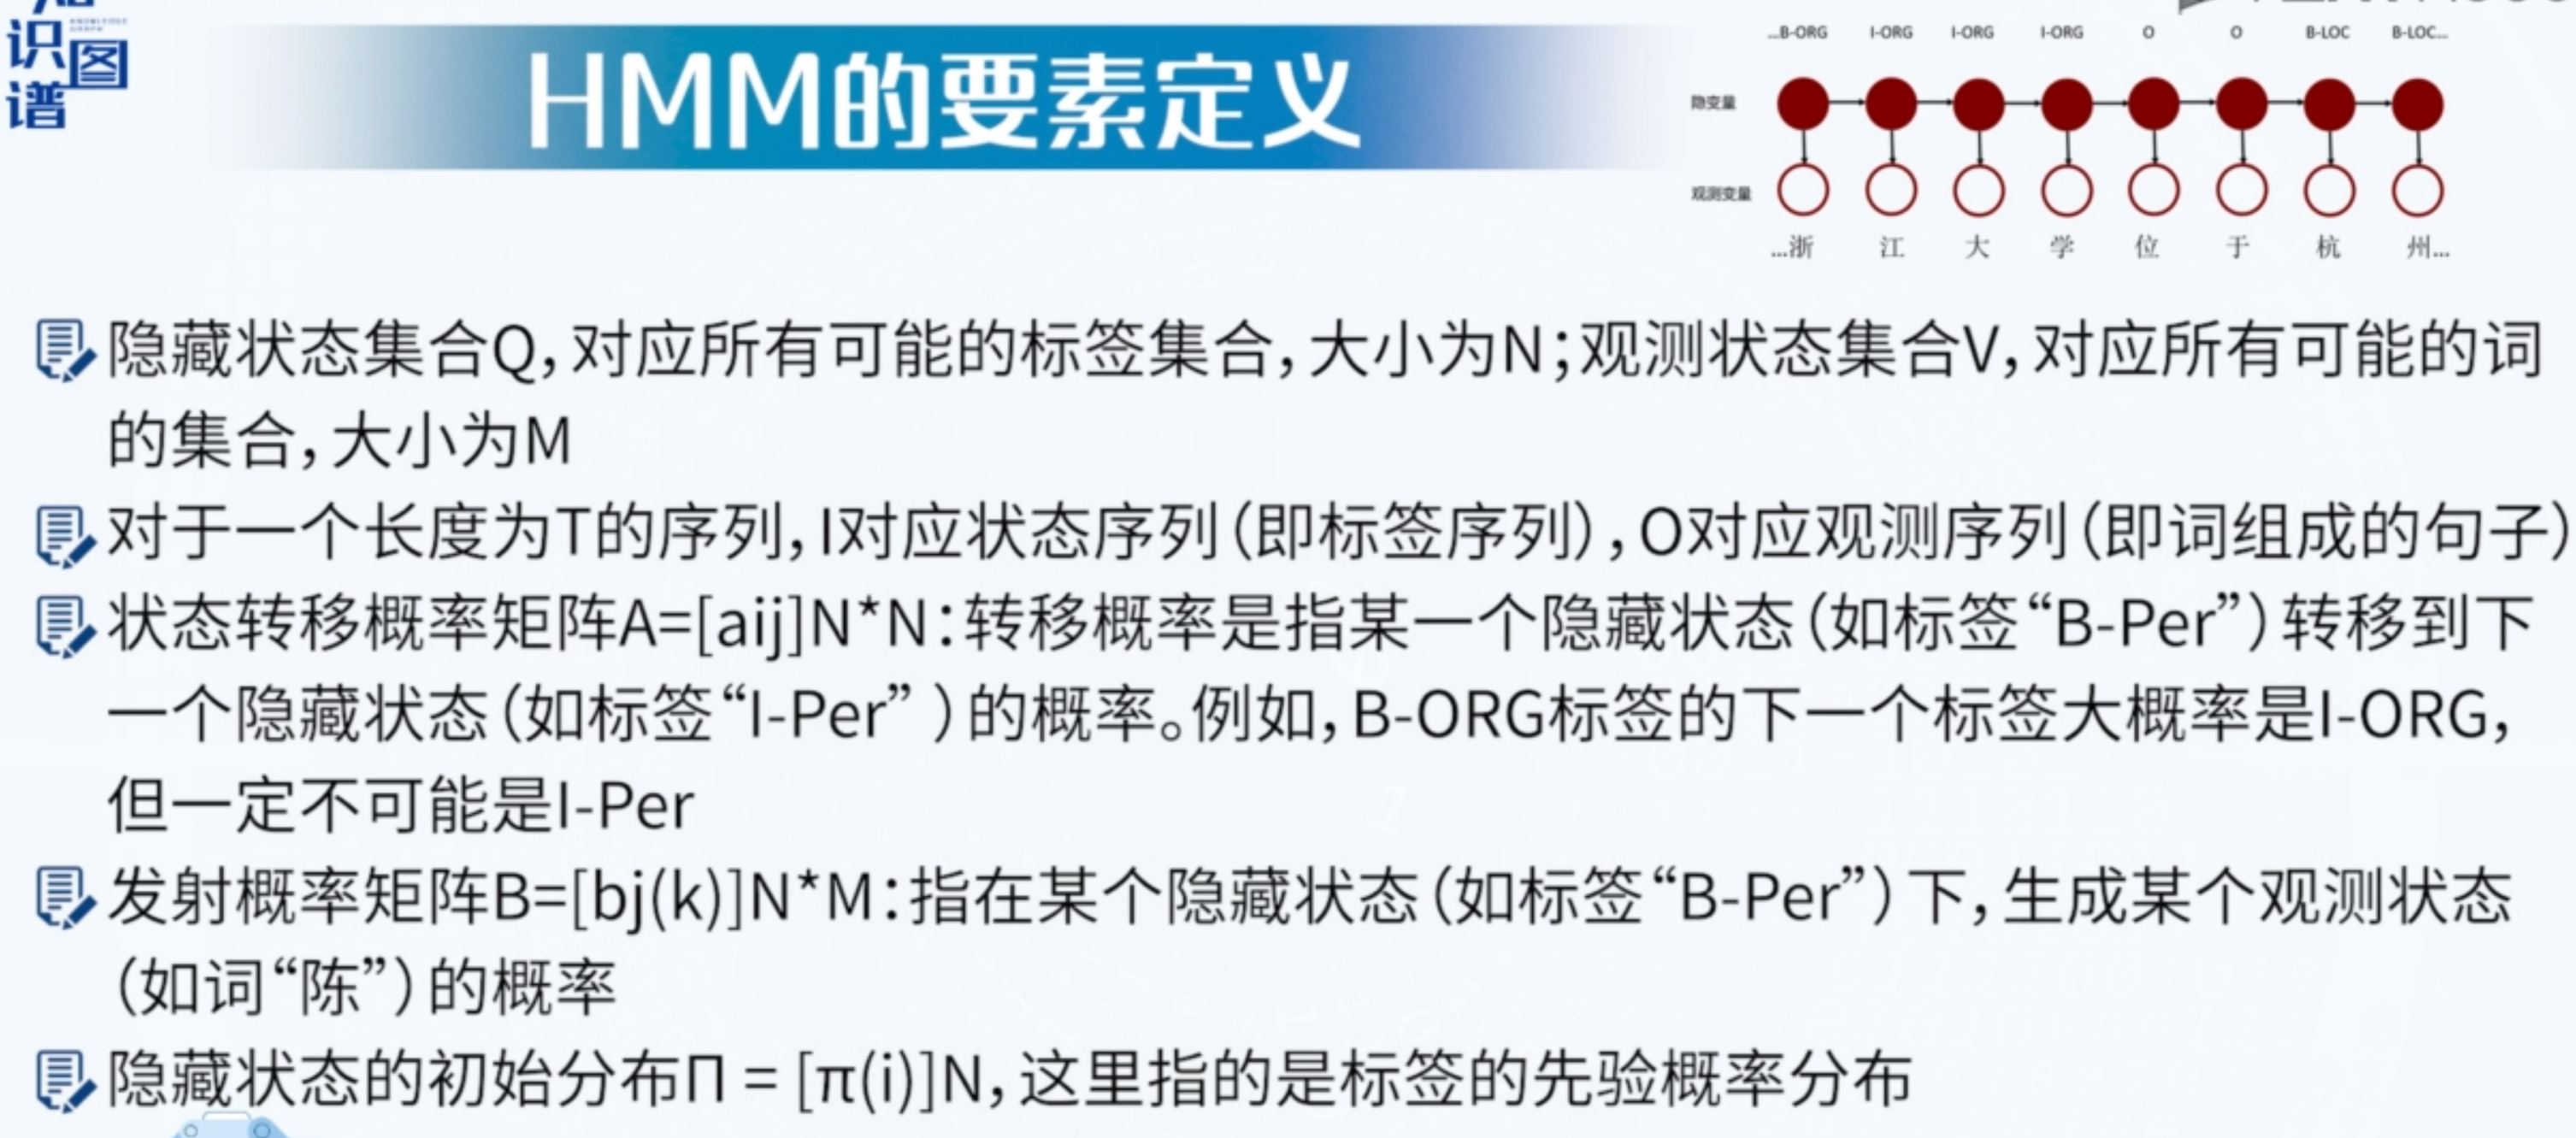 识图
谱
KNOWLEDGE
GRAPH
HMM的要素定义
...B-ORG I-ORG I-ORG I-ORG O O B-LOC B-LOC...
隐变量
观测变量
...浙 江 大 学 位 于 杭 州...
隐藏状态集合Q,对应所有可能的标签集合,大小为N;观测状态集合V,对应所有可能的词
的集合,大小为M
对于一个长度为T的序列,I对应状态序列(即标签序列),O对应观测序列(即词组成的句子)
状态转移概率矩阵A=[aij]N*N:转移概率是指某一个隐藏状态(如标签“B-Per”)转移到下
一个隐藏状态(如标签“I-Per” )的概率。例如,B-ORG标签的下一个标签大概率是I-ORG,
但一定不可能是I-Per
发射概率矩阵B=[bj(k)]N*M:指在某个隐藏状态(如标签“B-Per”)下,生成某个观测状态
(如词“陈”)的概率
隐藏状态的初始分布Π = [π(i)]N,这里指的是标签的先验概率分布